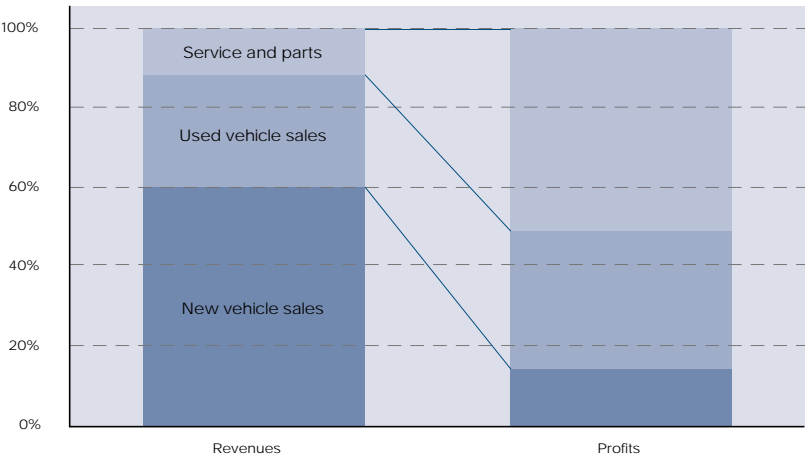 100%
Service and parts
80%
Used vehicle sales
60%
40%
New vehicle sales
20%
0%
Revenues
Profits